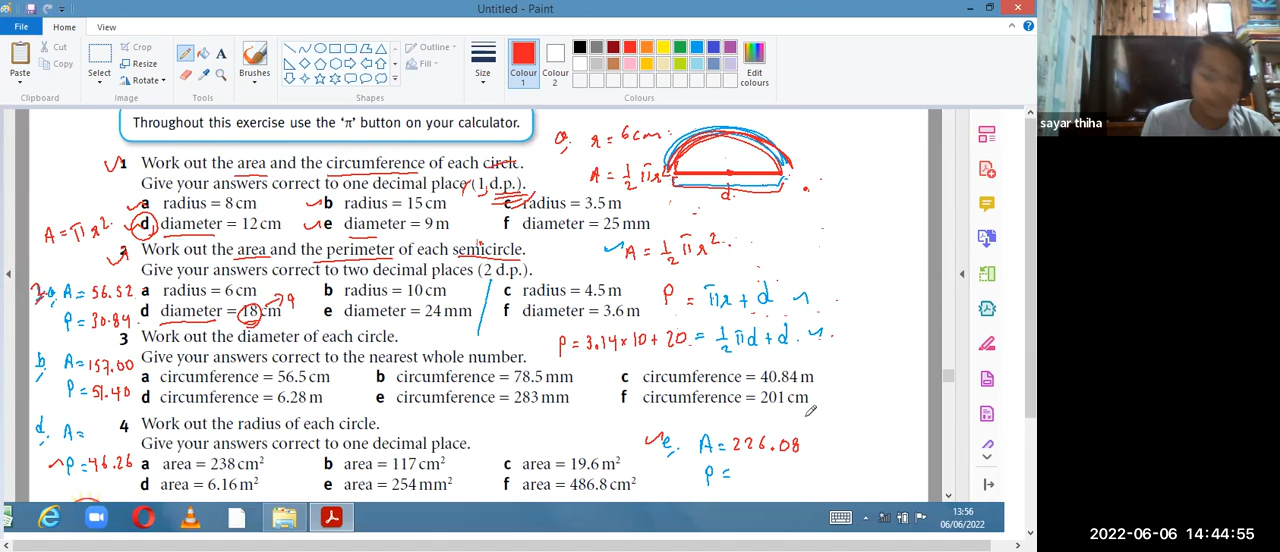 Untitled - Paint
File Home View
Paste
Cut
Copy
Clipboard
Select
Crop
Resize
Rotate
Image
Tools
Brushes
Shapes
Outline
Fill
Size
Colour 1
Colour 2
Edit colours
Colours
sayar thiha
Throughout this exercise use the 'π' button on your calculator.
a. r = 6cm
A = 1/2 πr²
d
1 Work out the area and the circumference of each circle.
Give your answers correct to one decimal place (1 d.p.).
a radius = 8 cm b radius = 15 cm c radius = 3.5 m
d diameter = 12 cm e diameter = 9 m f diameter = 25 mm
A = πr²
A = 1/2 πr².
2 Work out the area and the perimeter of each semicircle.
Give your answers correct to two decimal places (2 d.p.).
a radius = 6 cm b radius = 10 cm c radius = 4.5 m
d diameter = 18 cm e diameter = 24 mm f diameter = 3.6 m
9
2. a. A = 56.52
P = 30.84
P = πr + d
P = 3.14 × 10 + 20 = 1/2 πd + d
3 Work out the diameter of each circle.
Give your answers correct to the nearest whole number.
a circumference = 56.5 cm b circumference = 78.5 mm c circumference = 40.84 m
d circumference = 6.28 m e circumference = 283 mm f circumference = 201 cm
b. A = 157.00
P = 51.40
4 Work out the radius of each circle.
Give your answers correct to one decimal place.
a area = 238 cm² b area = 117 cm² c area = 19.6 m²
d area = 6.16 m² e area = 254 mm² f area = 486.8 cm²
d. A =
P = 46.26
e. A = 226.08
P =
13:56
06/06/2022
2022-06-06 14:44:55